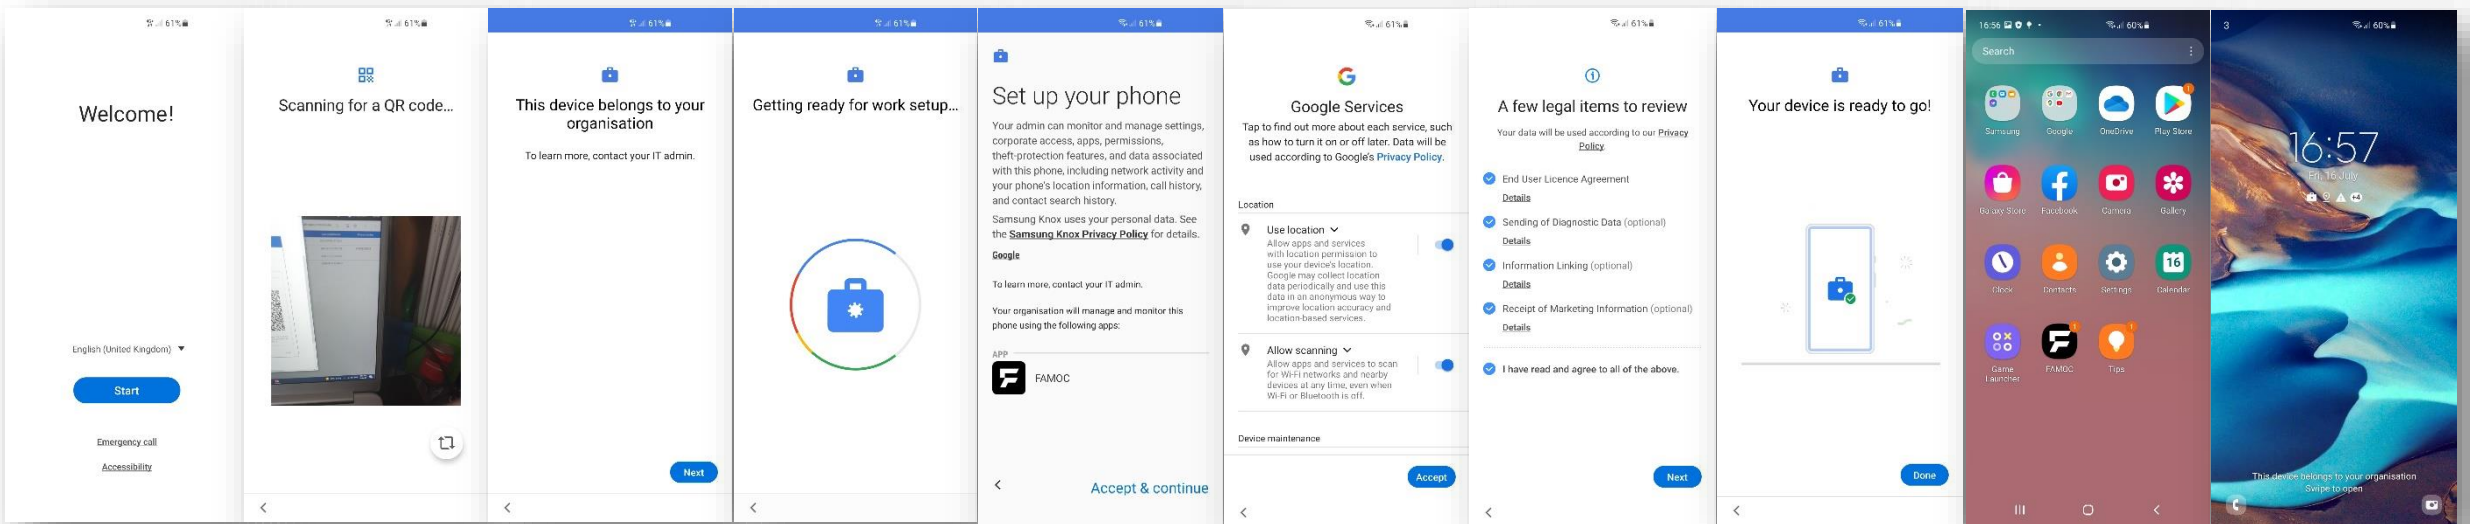 61%
Welcome!
English (United Kingdom)
Start
Emergency call
Accessibility
61%
Scanning for a QR code...
61%
This device belongs to your
organisation
To learn more, contact your IT admin.
Next
61%
Getting ready for work setup...
61%
Set up your phone
Your admin can monitor and manage settings,
corporate access, apps, permissions,
theft-protection features, and data associated
with this phone, including network activity and
your phone's location information, call history,
and contact search history.
Samsung Knox uses your personal data. See
the Samsung Knox Privacy Policy for details.
Google
To learn more, contact your IT admin.
Your organisation will manage and monitor this
phone using the following apps:
APP
FAMOC
Accept & continue
61%
Google Services
Tap to find out more about each service, such
as how to turn it on or off later. Data will be
used according to Google's Privacy Policy.
Location
Use location
Allow apps and services
with location permission to
use your device's location.
Google may collect location
data periodically and use this
data in an anonymous way to
improve location accuracy and
location-based services.
Allow scanning
Allow apps and services to scan
for Wi-Fi networks and nearby
devices at any time, even when
Wi-Fi or Bluetooth is off.
Device maintenance
Accept
61%
A few legal items to review
Your data will be used according to our Privacy
Policy.
End User Licence Agreement
Details
Sending of Diagnostic Data (optional)
Details
Information Linking (optional)
Details
Receipt of Marketing Information (optional)
Details
I have read and agree to all of the above.
Next
61%
Your device is ready to go!
Done
16:56 60%
Search
Samsung Google OneDrive Play Store
Galaxy Store Facebook Camera Gallery
Clock Contacts Settings Calendar
16
Game
Launcher FAMOC Tips
3 60%
16:57
Fri, 16 July
+4
This device belongs to your organisation
Swipe to open